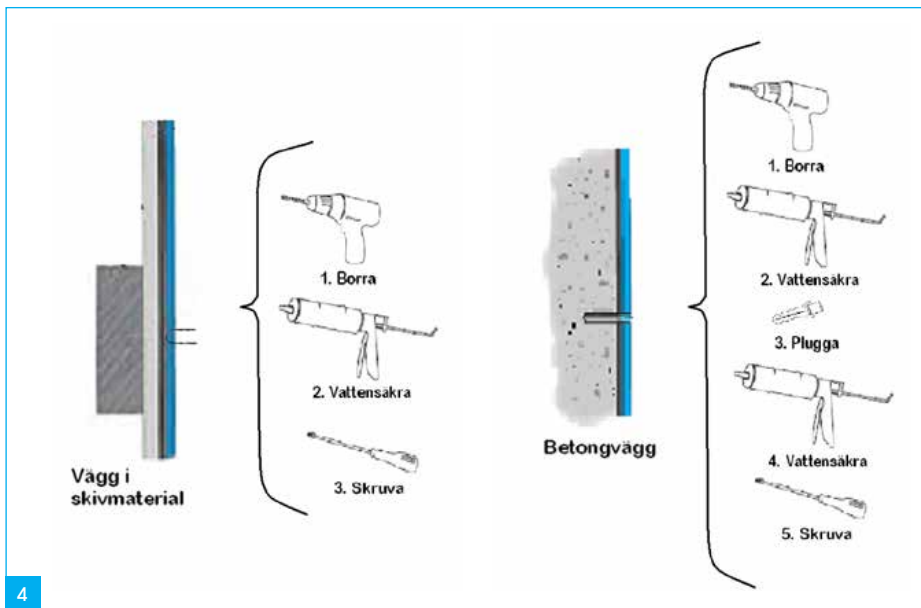 1. Borra
2. Vattensäkra
3. Skruva
Vägg i
skivmaterial
1. Borra
2. Vattensäkra
3. Plugga
4. Vattensäkra
5. Skruva
Betongvägg
4